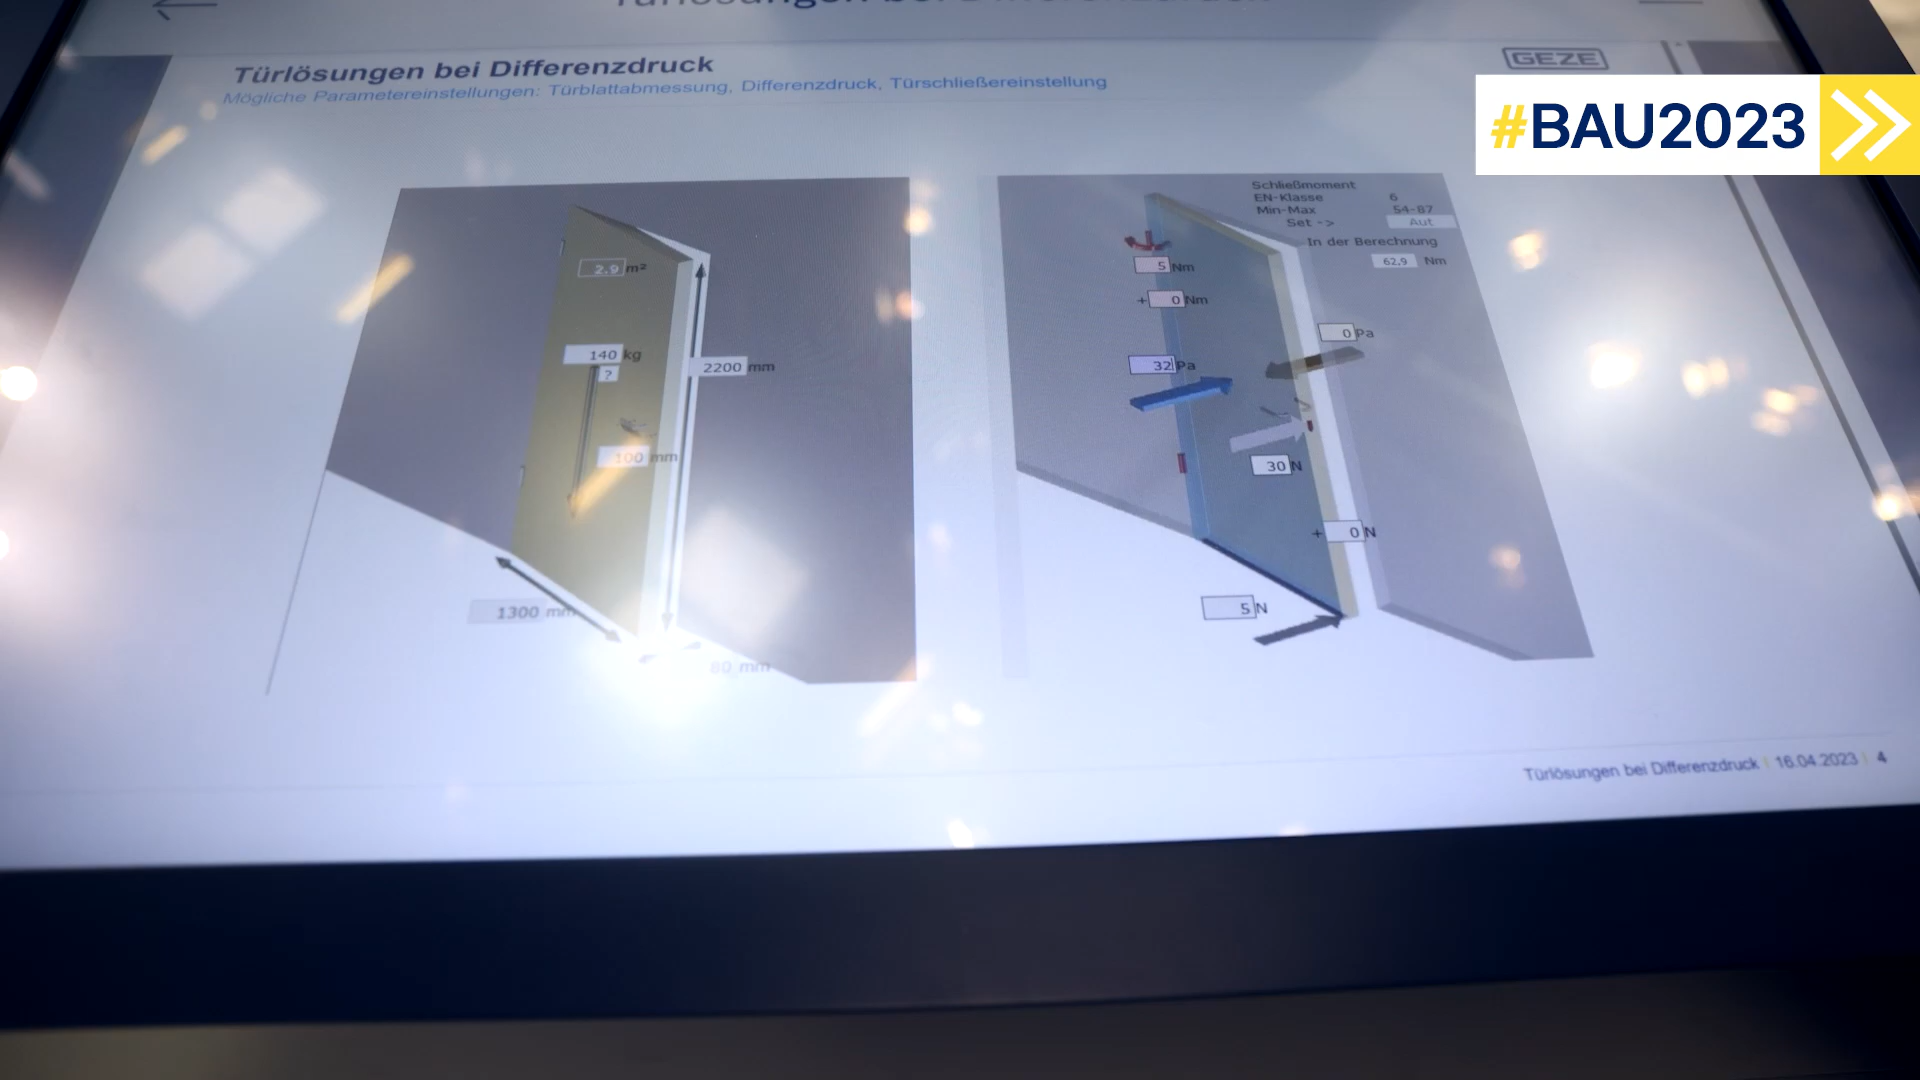 Türlösungen bei Differenzdruck
GEZE
Mögliche Parametereinstellungen: Türblattabmessung, Differenzdruck, Türschließereinstellung
#BAU2023
2.9 m²
140 kg
?
2200 mm
100 mm
1300 mm
80 mm
Schließmoment
EN-Klasse 6
Min-Max 54-87
Set -> Aut
In der Berechnung
62,9 Nm
5 Nm
+ 0 Nm
0 Pa
32 Pa
30 N
+ 0 N
5 N
Türlösungen bei Differenzdruck | 16.04.2023 | 4